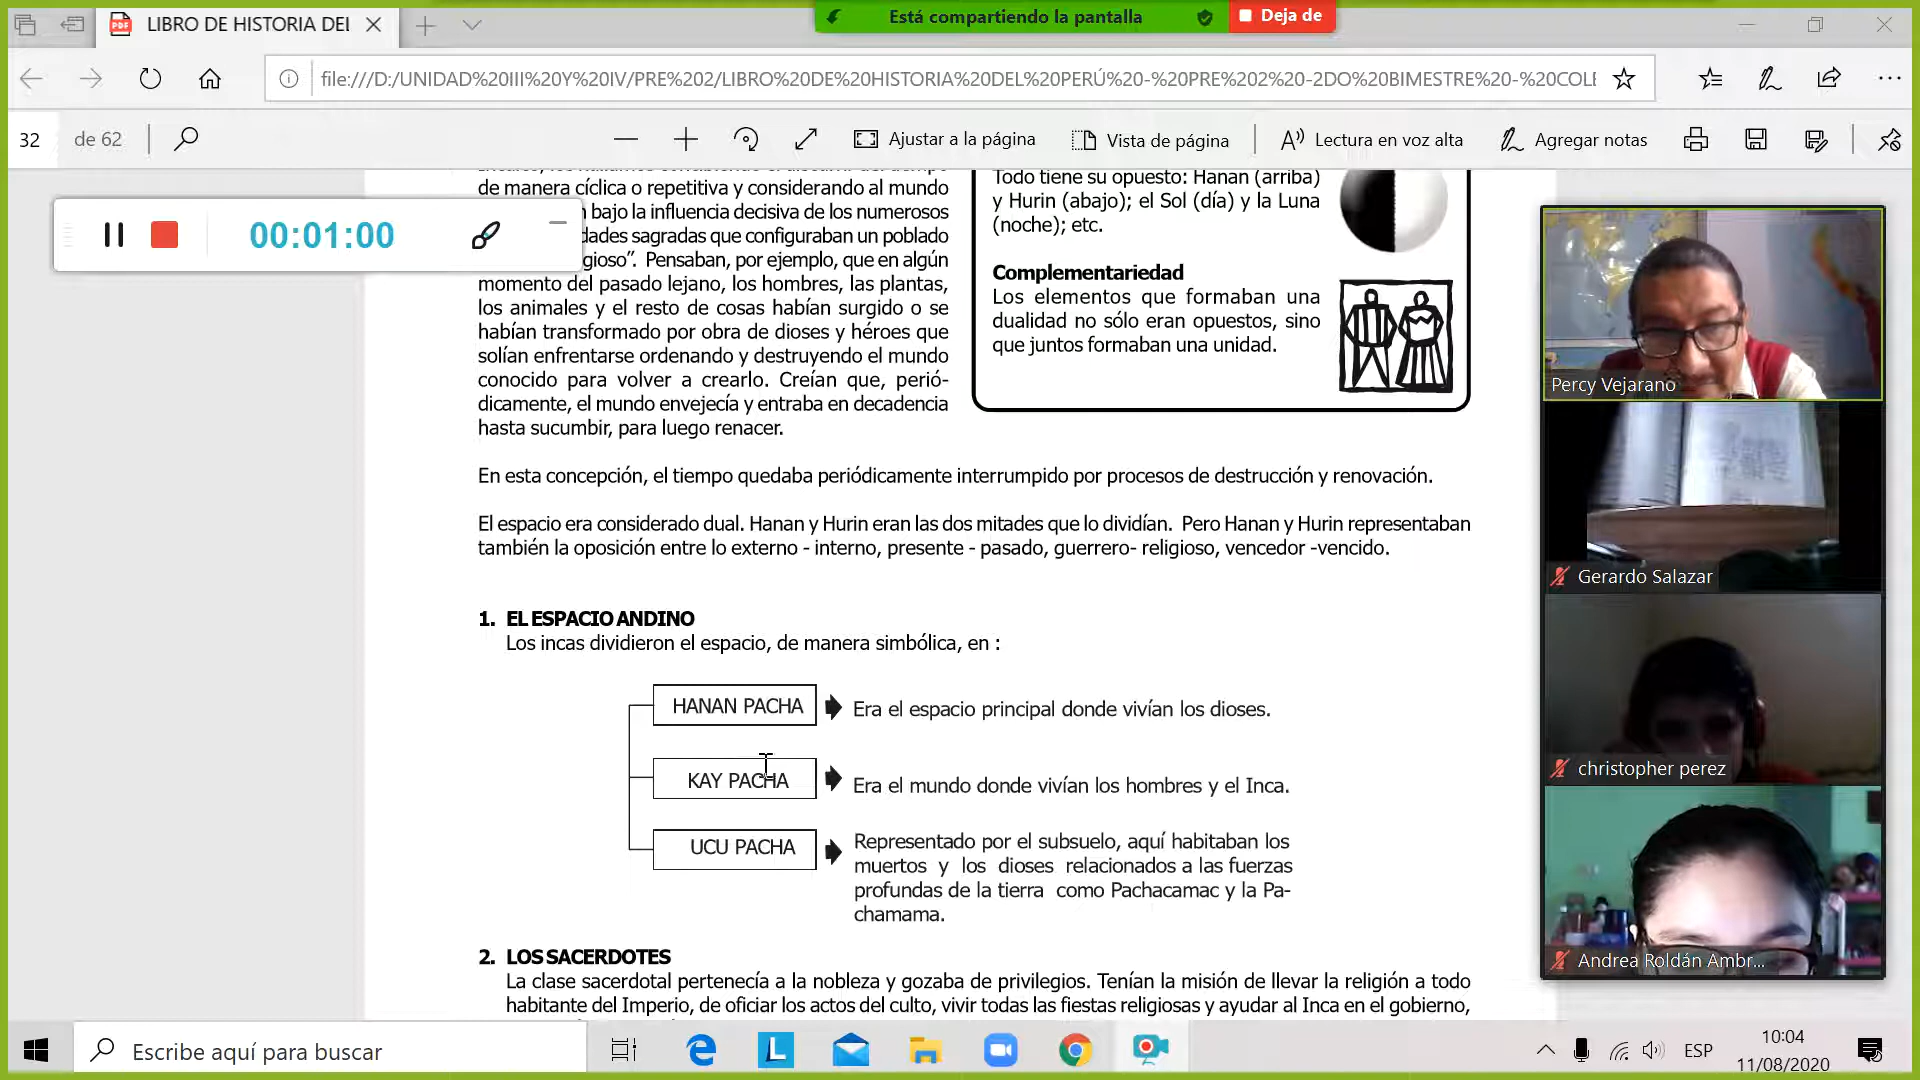 LIBRO DE HISTORIA DEL
Está compartiendo la pantalla
Deja de
file:///D:/UNIDAD%20III%20Y%20IV/PRE%202/LIBRO%20DE%20HISTORIA%20DEL%20PERÚ%20-%20PRE%202%20-2DO%20BIMESTRE%20-%20COLE
32 de 62
Ajustar a la página
Vista de página
Lectura en voz alta
Agregar notas
00:01:00
de manera cíclica o repetitiva y considerando al mundo
bajo la influencia decisiva de los numerosos
dades sagradas que configuraban un poblado
gioso”. Pensaban, por ejemplo, que en algún
momento del pasado lejano, los hombres, las plantas,
los animales y el resto de cosas habían surgido o se
habían transformado por obra de dioses y héroes que
solían enfrentarse ordenando y destruyendo el mundo
conocido para volver a crearlo. Creían que, perió-
dicamente, el mundo envejecía y entraba en decadencia
hasta sucumbir, para luego renacer.
Todo tiene su opuesto: Hanan (arriba)
y Hurin (abajo); el Sol (día) y la Luna
(noche); etc.
Complementariedad
Los elementos que formaban una
dualidad no sólo eran opuestos, sino
que juntos formaban una unidad.
En esta concepción, el tiempo quedaba periódicamente interrumpido por procesos de destrucción y renovación.
El espacio era considerado dual. Hanan y Hurin eran las dos mitades que lo dividían. Pero Hanan y Hurin representaban
también la oposición entre lo externo - interno, presente - pasado, guerrero- religioso, vencedor -vencido.
1. EL ESPACIO ANDINO
Los incas dividieron el espacio, de manera simbólica, en :
HANAN PACHA
Era el espacio principal donde vivían los dioses.
KAY PACHA
Era el mundo donde vivían los hombres y el Inca.
UCU PACHA
Representado por el subsuelo, aquí habitaban los
muertos y los dioses relacionados a las fuerzas
profundas de la tierra como Pachacamac y la Pa-
chamama.
2. LOS SACERDOTES
La clase sacerdotal pertenecía a la nobleza y gozaba de privilegios. Tenían la misión de llevar la religión a todo
habitante del Imperio, de oficiar los actos del culto, vivir todas las fiestas religiosas y ayudar al Inca en el gobierno,
Percy Vejarano
Gerardo Salazar
christopher perez
Andrea Roldán Ambr...
Escribe aquí para buscar
ESP
10:04
11/08/2020